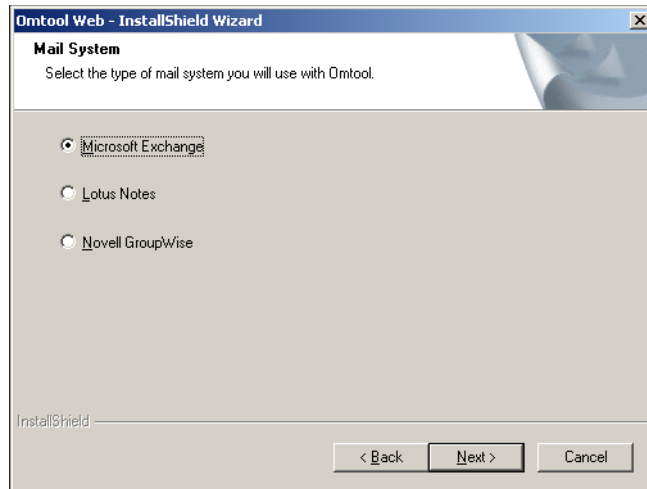 Omtool Web - InstallShield Wizard
Mail System
Select the type of mail system you will use with Omtool.
Microsoft Exchange
Lotus Notes
Novell GroupWise
InstallShield
< Back Next > Cancel